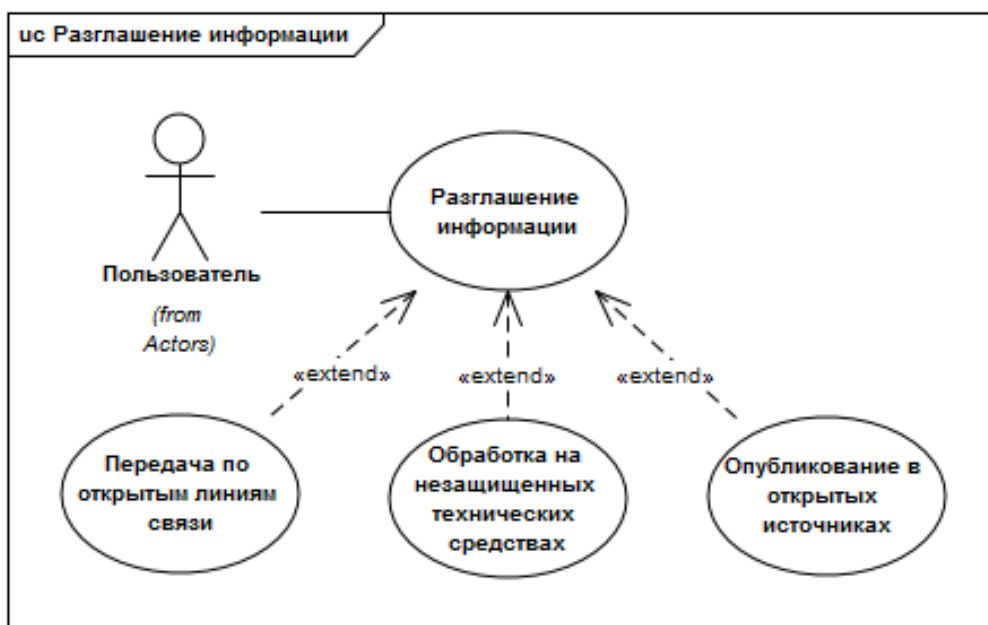 uc Разглашение информации
Разглашение
информации
Пользователь
(from
Actors)
«extend»
«extend»
«extend»
Передача по
открытым линиям
связи
Обработка на
незащищенных
технических
средствах
Опубликование в
открытых
источниках